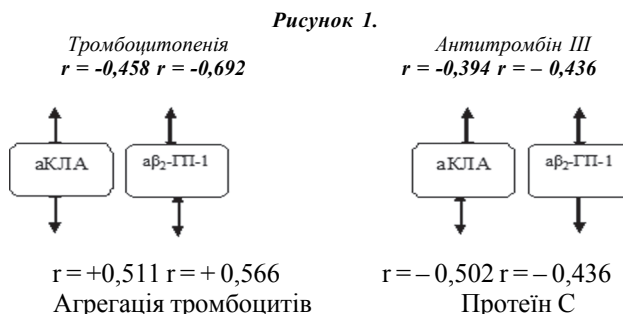 Рисунок 1.
Тромбоцитопенія Антитромбін III
r = -0,458 r = -0,692 r = -0,394 r = – 0,436
аКЛА аβ₂-ГП-1 аКЛА аβ₂-ГП-1
r = +0,511 r = + 0,566 r = – 0,502 r = – 0,436
Агрегація тромбоцитів Протеїн С